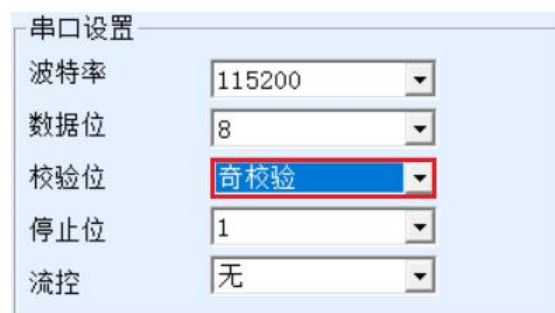 串口设置
波特率 115200
数据位 8
校验位 奇校验
停止位 1
流控 无